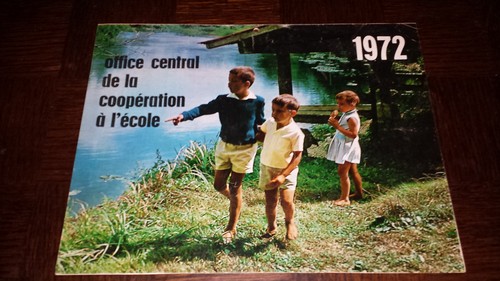 1972
office central
de la
coopération
à l'école